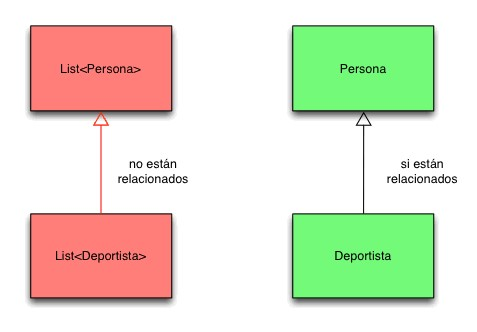 List<Persona>
Persona
no están
relacionados
si están
relacionados
List<Deportista>
Deportista